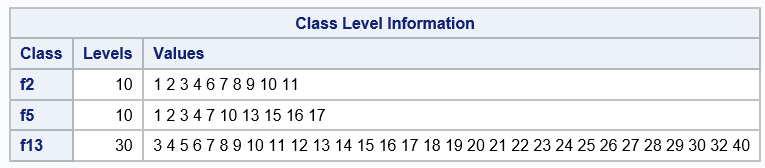 Class Level Information
Class Levels Values
f2 10 1 2 3 4 6 7 8 9 10 11
f5 10 1 2 3 4 7 10 13 15 16 17
f13 30 3 4 5 6 7 8 9 10 11 12 13 14 15 16 17 18 19 20 21 22 23 24 25 26 27 28 29 30 32 40